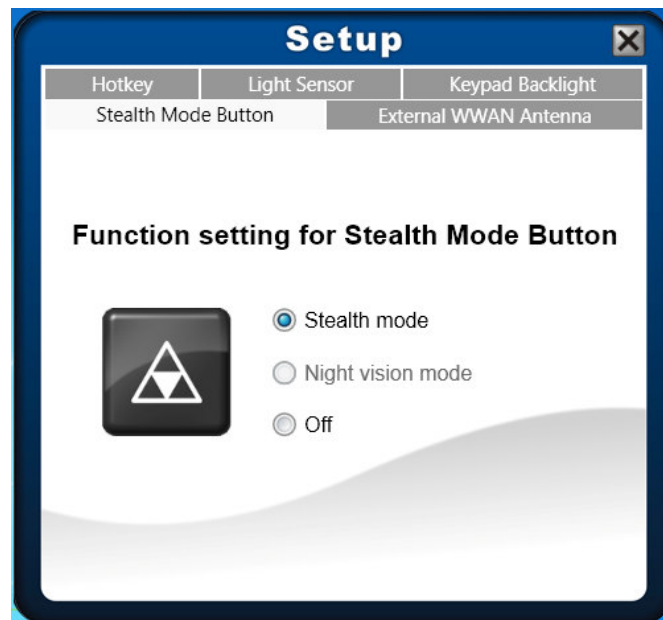 Setup
Hotkey Light Sensor Keypad Backlight
Stealth Mode Button External WWAN Antenna
Function setting for Stealth Mode Button
Stealth mode
Night vision mode
Off